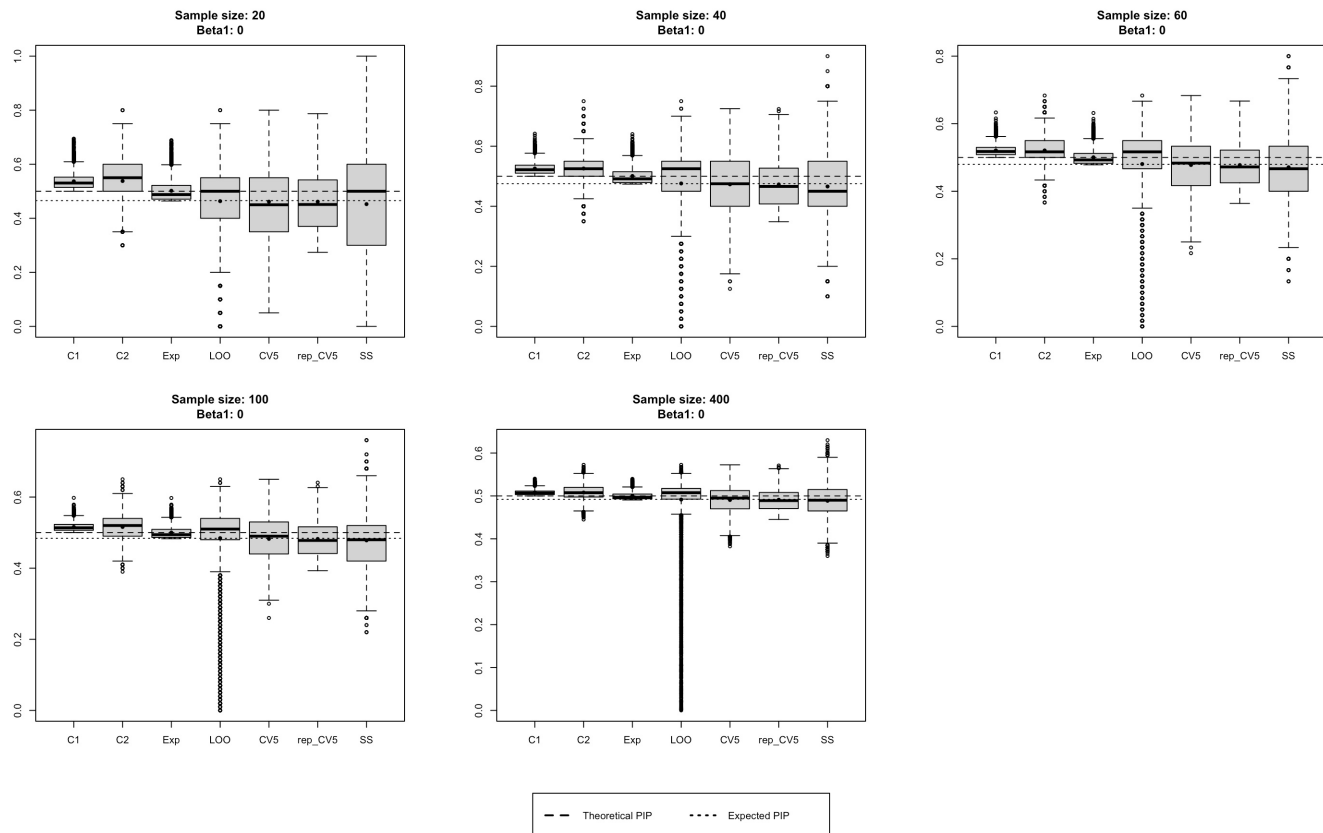 Sample size: 20
Beta1: 0
1.0
0.8
0.6
0.4
0.2
0.0
C1 C2 Exp LOO CV5 rep_CV5 SS
Sample size: 40
Beta1: 0
0.8
0.6
0.4
0.2
0.0
C1 C2 Exp LOO CV5 rep_CV5 SS
Sample size: 60
Beta1: 0
0.8
0.6
0.4
0.2
0.0
C1 C2 Exp LOO CV5 rep_CV5 SS
Sample size: 100
Beta1: 0
0.6
0.4
0.2
0.0
C1 C2 Exp LOO CV5 rep_CV5 SS
Sample size: 400
Beta1: 0
0.6
0.5
0.4
0.3
0.2
0.1
0.0
C1 C2 Exp LOO CV5 rep_CV5 SS
Theoretical PIP Expected PIP